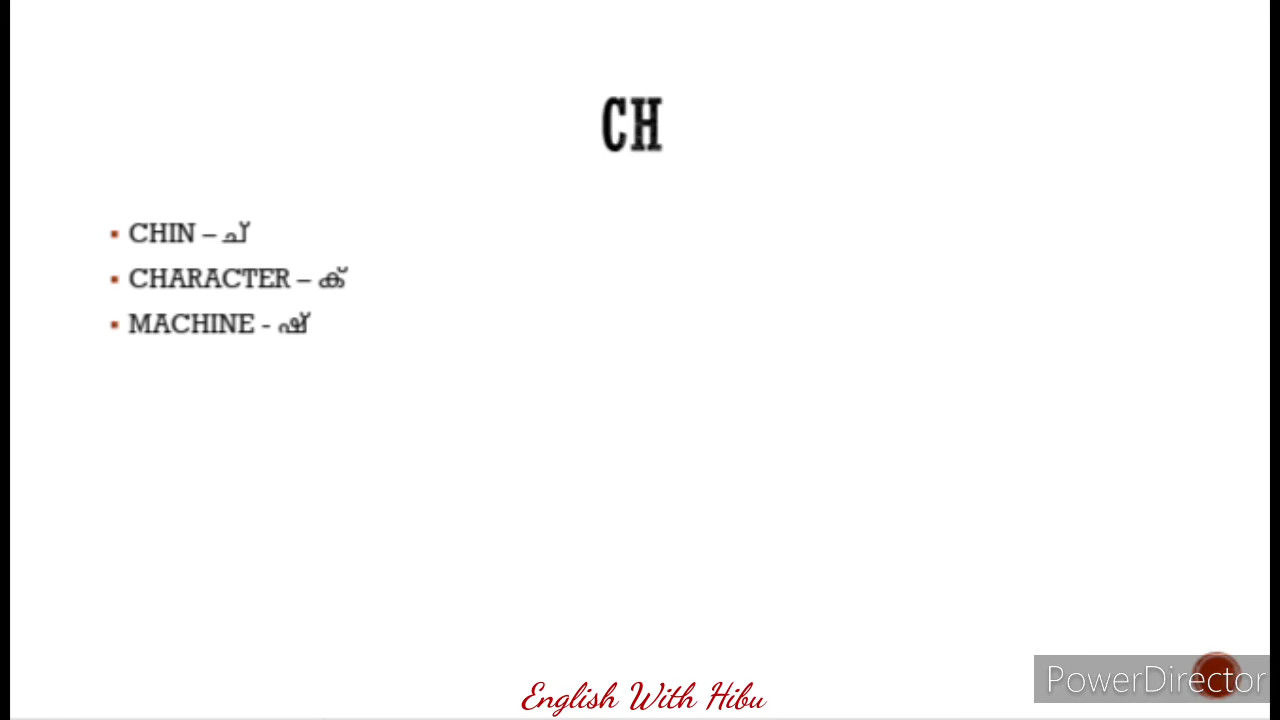 CH
CHIN – ച്
CHARACTER – ക്
MACHINE - ഷ്
English With Hibu
PowerDirector